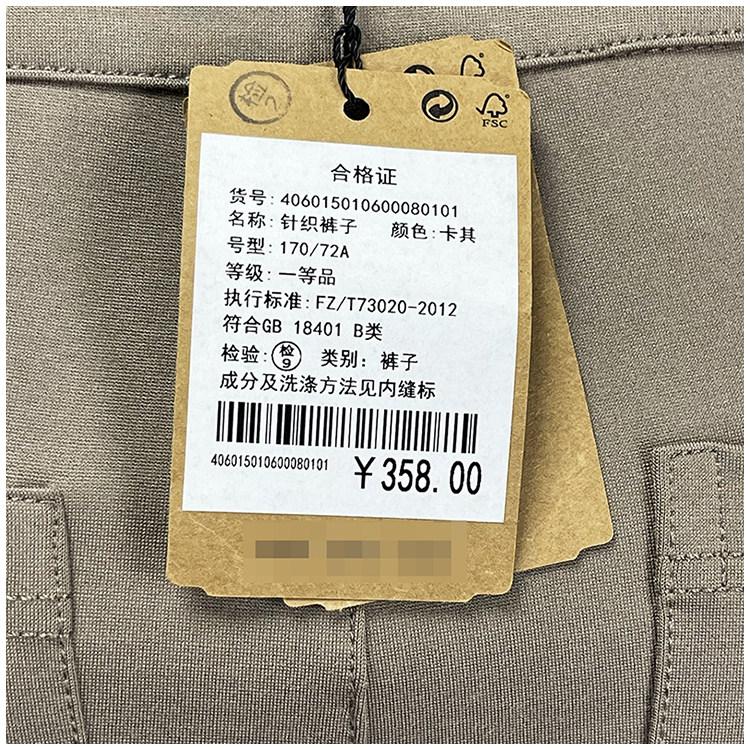 检
FSC
合格证
货号: 406015010600080101
名称: 针织裤子 颜色:卡其
号型: 170/72A
等级: 一等品
执行标准: FZ/T73020-2012
符合GB 18401 B类
检验: 检9 类别: 裤子
成分及洗涤方法见内缝标
406015010600080101 ￥358.00